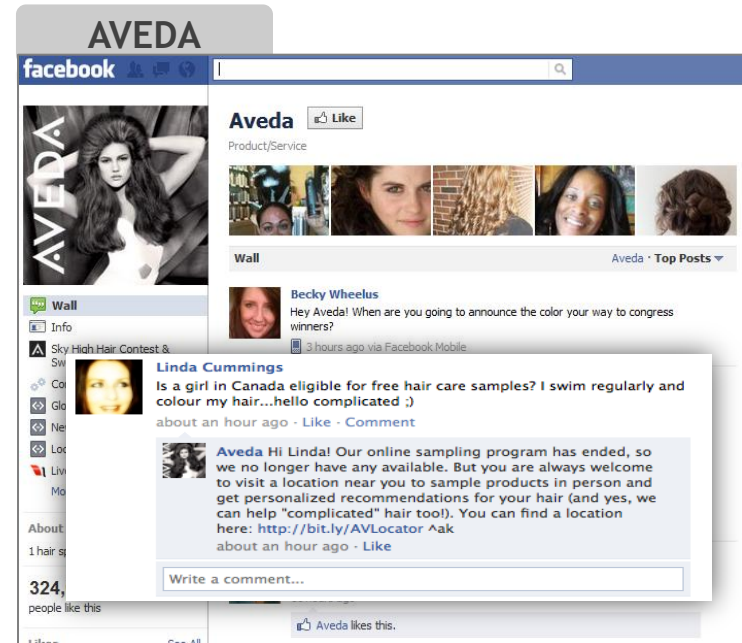 AVEDA
facebook
AVEDA
Aveda
Like
Product/Service
Wall
Aveda · Top Posts
Wall
Info
Sky High Hair Contest &
Becky Wheelus
Hey Aveda! When are you going to announce the color your way to congress
winners?
3 hours ago via Facebook Mobile
Linda Cummings
Is a girl in Canada eligible for free hair care samples? I swim regularly and
colour my hair...hello complicated ;)
about an hour ago · Like · Comment
Aveda Hi Linda! Our online sampling program has ended, so
we no longer have any available. But you are always welcome
to visit a location near you to sample products in person and
get personalized recommendations for your hair (and yes, we
can help "complicated" hair too!). You can find a location
here: http://bit.ly/AVLocator ^ak
about an hour ago · Like
Write a comment...
About
1 hair
324,
people like this
Aveda likes this.
Likes
See All